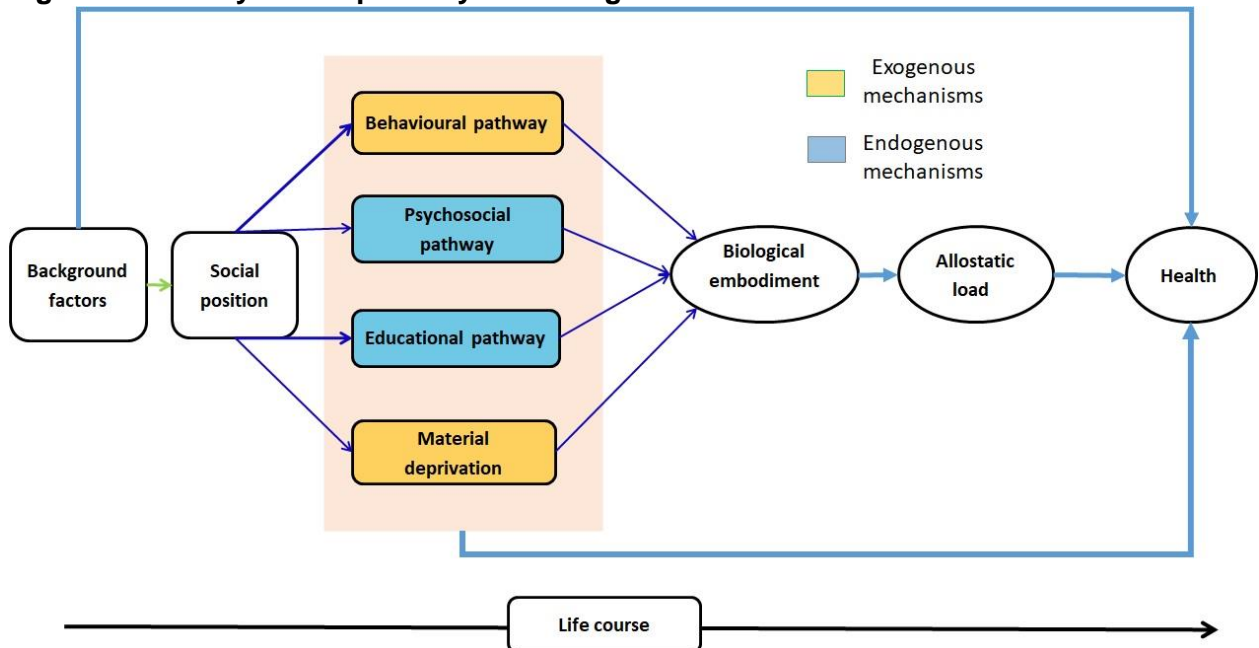 Exogenous
mechanisms
Endogenous
mechanisms
Behavioural pathway
Psychosocial
pathway
Educational pathway
Material
deprivation
Background
factors
Social
position
Biological
embodiment
Allostatic
load
Health
Life course